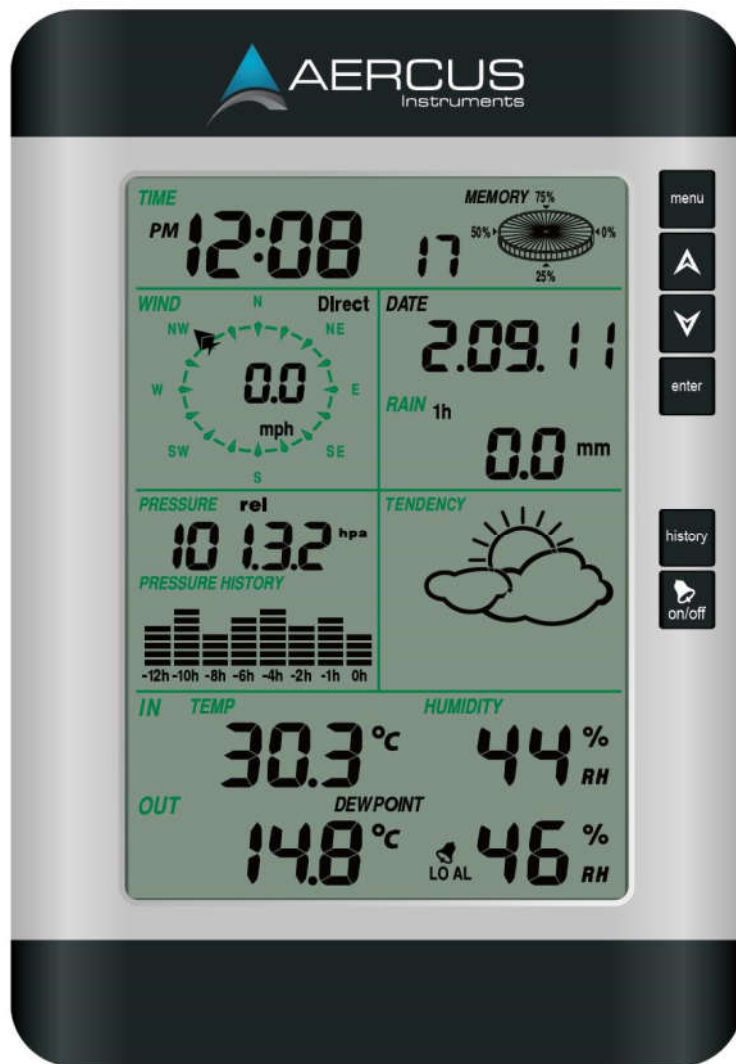 AERCUS
Instruments
TIME
MEMORY 75%
PM 12:08
17
50%
0%
25%
menu
WIND
N
DIrect
NW
NE
0.0
W
E
mph
SW
SE
S
DATE
2.09.11
RAIN 1h
0.0 mm
enter
PRESSURE rel
101 3.2 hpa
PRESSURE HISTORY
-12h -10h -8h -6h -4h -2h -1h 0h
TENDENCY
history
on/off
IN TEMP HUMIDITY
30.3 °C 44 % RH
OUT DEWPOINT
14.8 °C LO AL 46 % RH